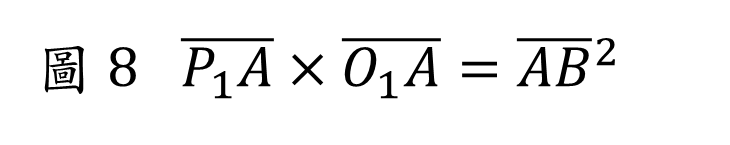 圖 8 $\overline{P_1A} \times \overline{O_1A} = \overline{AB}^2$